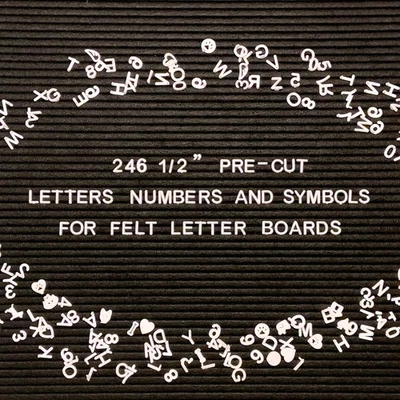 246 1/2" PRE-CUT
LETTERS NUMBERS AND SYMBOLS
FOR FELT LETTER BOARDS